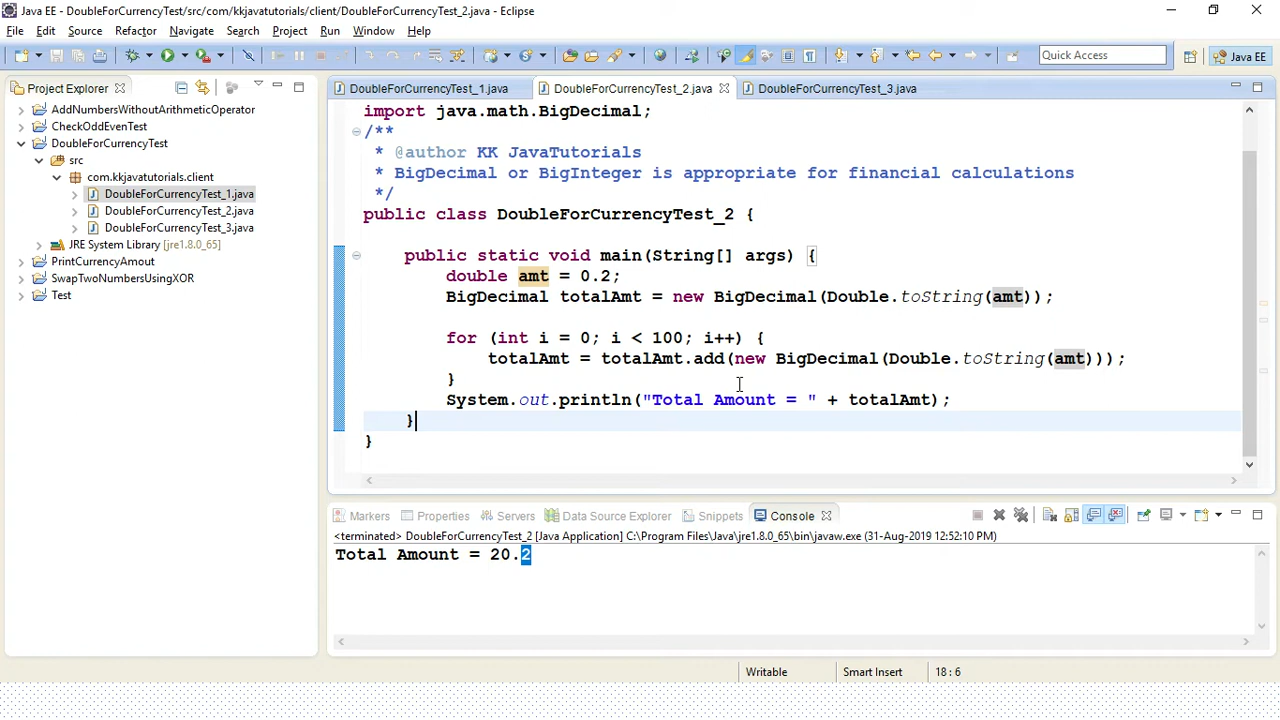 Java EE - DoubleForCurrencyTest/src/com/kkjavatutorials/client/DoubleForCurrencyTest_2.java - Eclipse
File Edit Source Refactor Navigate Search Project Run Window Help
Quick Access
Java EE
Project Explorer
AddNumbersWithoutArithmeticOperator
CheckOddEvenTest
DoubleForCurrencyTest
src
com.kkjavatutorials.client
DoubleForCurrencyTest_1.java
DoubleForCurrencyTest_2.java
DoubleForCurrencyTest_3.java
JRE System Library [jre1.8.0_65]
PrintCurrencyAmout
SwapTwoNumbersUsingXOR
Test
DoubleForCurrencyTest_1.java DoubleForCurrencyTest_2.java DoubleForCurrencyTest_3.java
import java.math.BigDecimal;
/**
* @author KK JavaTutorials
* BigDecimal or BigInteger is appropriate for financial calculations
*/
public class DoubleForCurrencyTest_2 {
public static void main(String[] args) {
double amt = 0.2;
BigDecimal totalAmt = new BigDecimal(Double.toString(amt));
for (int i = 0; i < 100; i++) {
totalAmt = totalAmt.add(new BigDecimal(Double.toString(amt)));
}
System.out.println("Total Amount = " + totalAmt);
}
}
Markers Properties Servers Data Source Explorer Snippets Console
<terminated> DoubleForCurrencyTest_2 [Java Application] C:\Program Files\Java\jre1.8.0_65\bin\javaw.exe (31-Aug-2019 12:52:10 PM)
Total Amount = 20.2
Writable Smart Insert 18 : 6